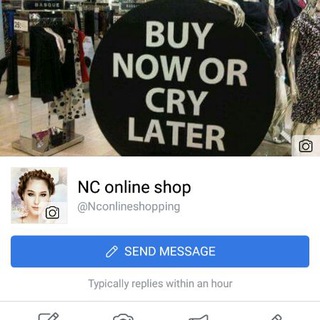 BUY
NOW OR
CRY
LATER
NC online shop
@Nconlineshopping
SEND MESSAGE
Typically replies within an hour